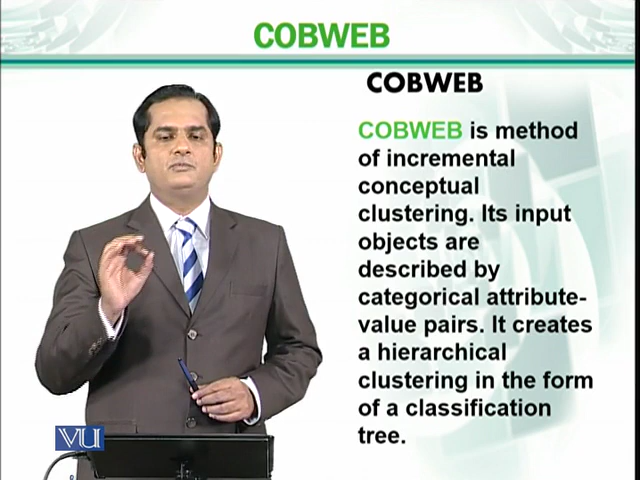 COBWEB
COBWEB
COBWEB is method
of incremental
conceptual
clustering. Its input
objects are
described by
categorical attribute-
value pairs. It creates
a hierarchical
clustering in the form
of a classification
tree.
VU